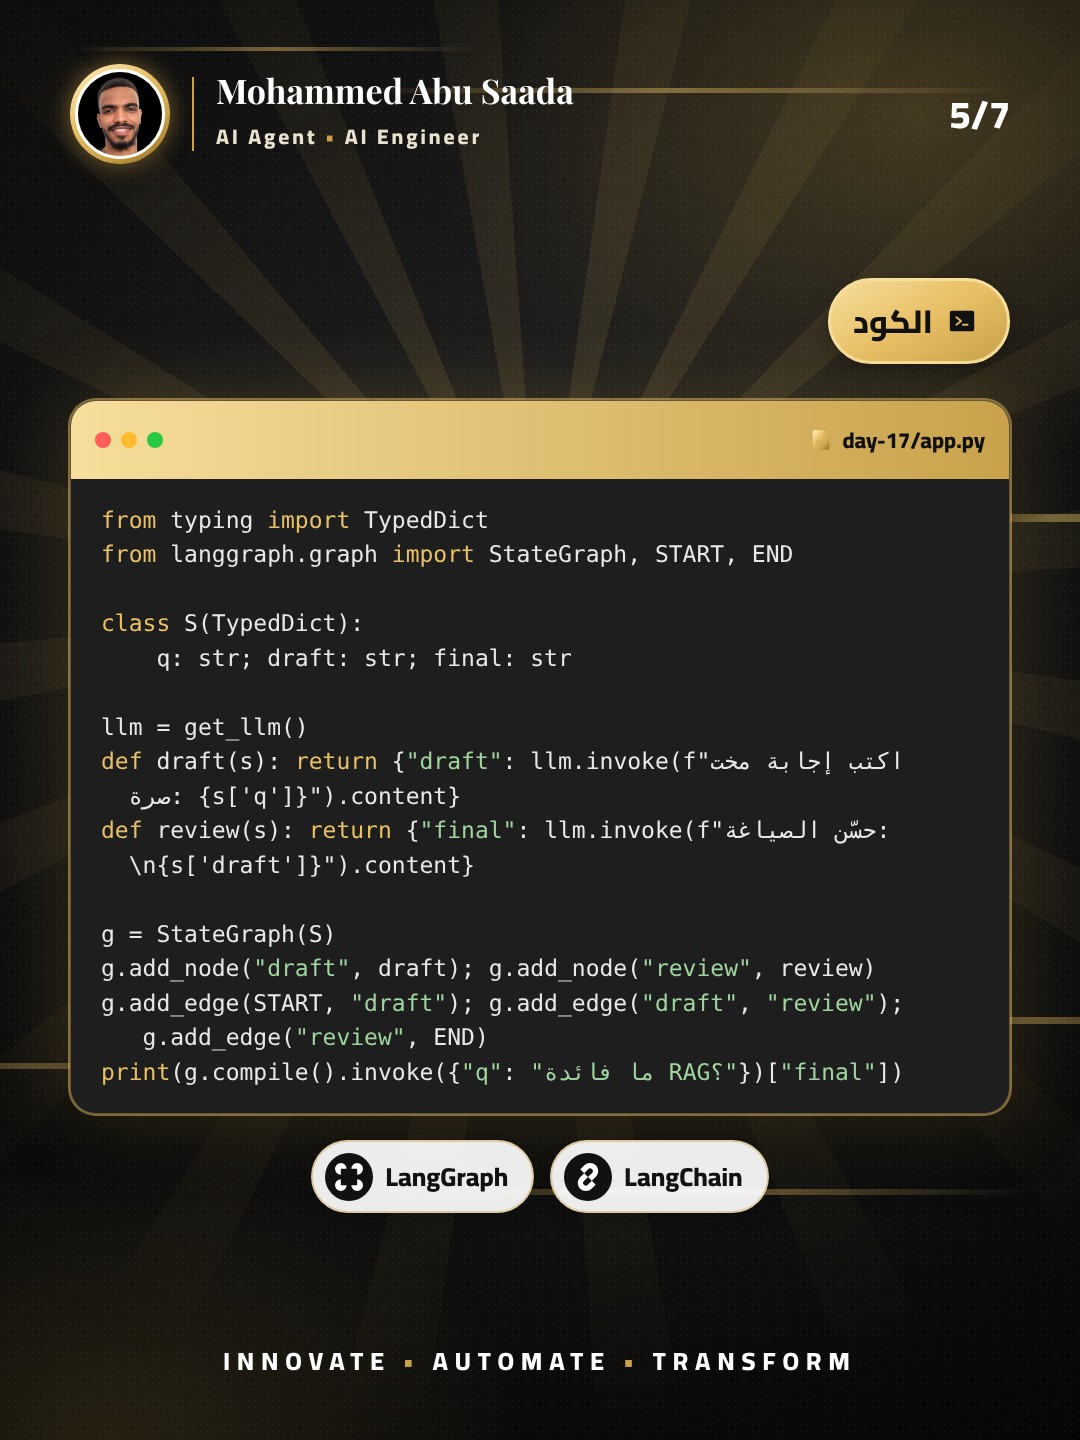 Mohammed Abu Saada
AI Agent ▪ AI Engineer
5/7
الكود
day-17/app.py
from typing import TypedDict
from langgraph.graph import StateGraph, START, END
class S(TypedDict):
    q: str; draft: str; final: str
llm = get_llm()
def draft(s): return {"draft": llm.invoke(f"اكتب إجابة مخت
  صرة: {s['q']}").content}
def review(s): return {"final": llm.invoke(f"حسّن الصياغة:
  \n{s['draft']}").content}
g = StateGraph(S)
g.add_node("draft", draft); g.add_node("review", review)
g.add_edge(START, "draft"); g.add_edge("draft", "review");
   g.add_edge("review", END)
print(g.compile().invoke({"q": "ما فائدة RAG؟"})["final"])
LangGraph
LangChain
INNOVATE ▪ AUTOMATE ▪ TRANSFORM